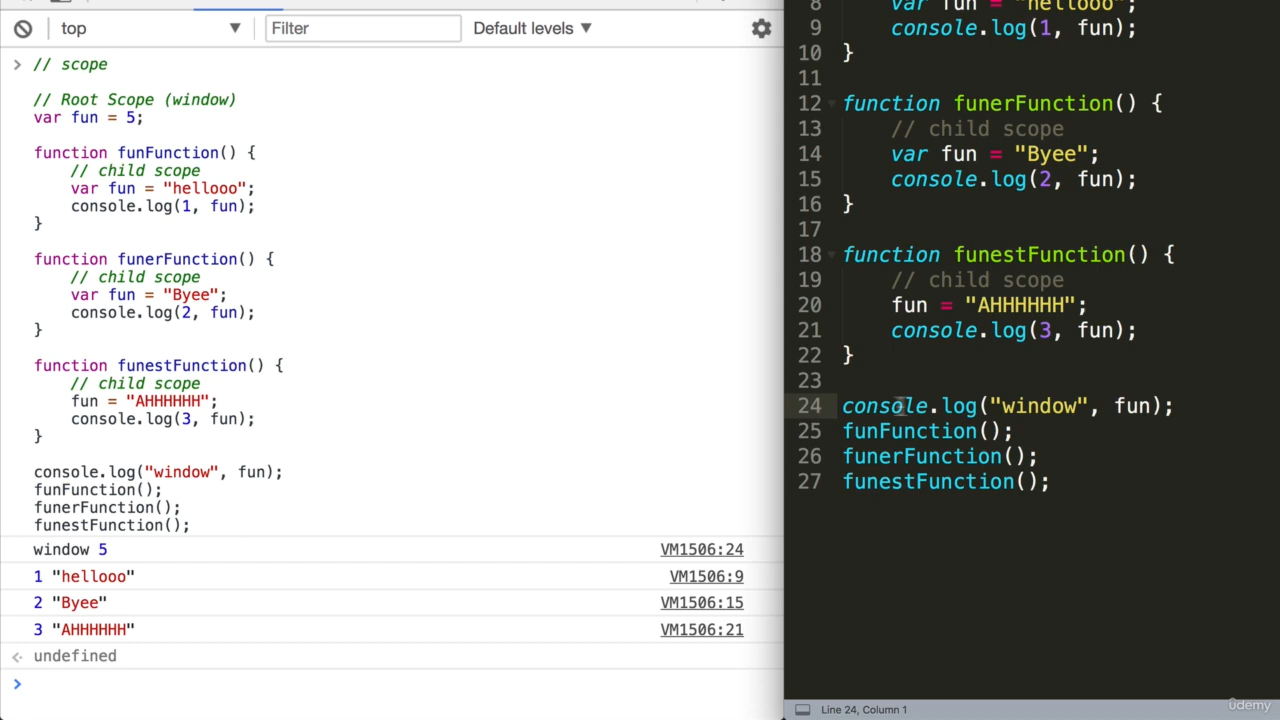 top
Filter
Default levels ▼
// scope
// Root Scope (window)
var fun = 5;
function funFunction() {
// child scope
var fun = "hellooo";
console.log(1, fun);
}
function funerFunction() {
// child scope
var fun = "Byee";
console.log(2, fun);
}
function funestFunction() {
// child scope
fun = "AHHHHHH";
console.log(3, fun);
}
console.log("window", fun);
funFunction();
funerFunction();
funestFunction();
window 5 VM1506:24
1 "hellooo" VM1506:9
2 "Byee" VM1506:15
3 "AHHHHHH" VM1506:21
undefined
8 var fun = "hellooo";
9 console.log(1, fun);
10 }
11
12 function funerFunction() {
13 // child scope
14 var fun = "Byee";
15 console.log(2, fun);
16 }
17
18 function funestFunction() {
19 // child scope
20 fun = "AHHHHHH";
21 console.log(3, fun);
22 }
23
24 console.log("window", fun);
25 funFunction();
26 funerFunction();
27 funestFunction();
Line 24, Column 1
ûdemy